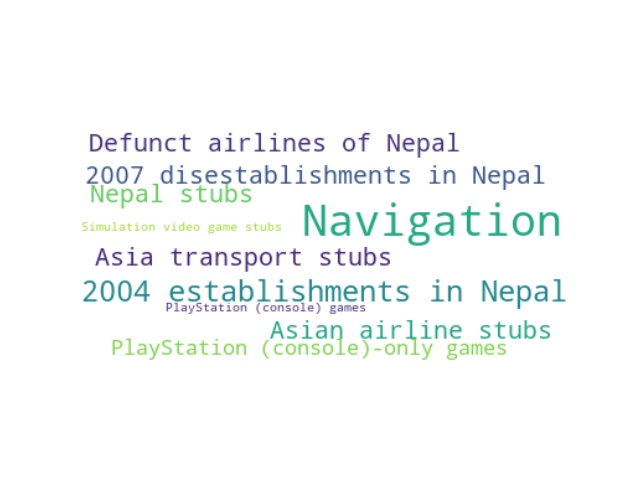 Defunct airlines of Nepal
2007 disestablishments in Nepal
Nepal stubs
Navigation
Simulation video game stubs
Asia transport stubs
2004 establishments in Nepal
PlayStation (console) games
Asian airline stubs
PlayStation (console)-only games